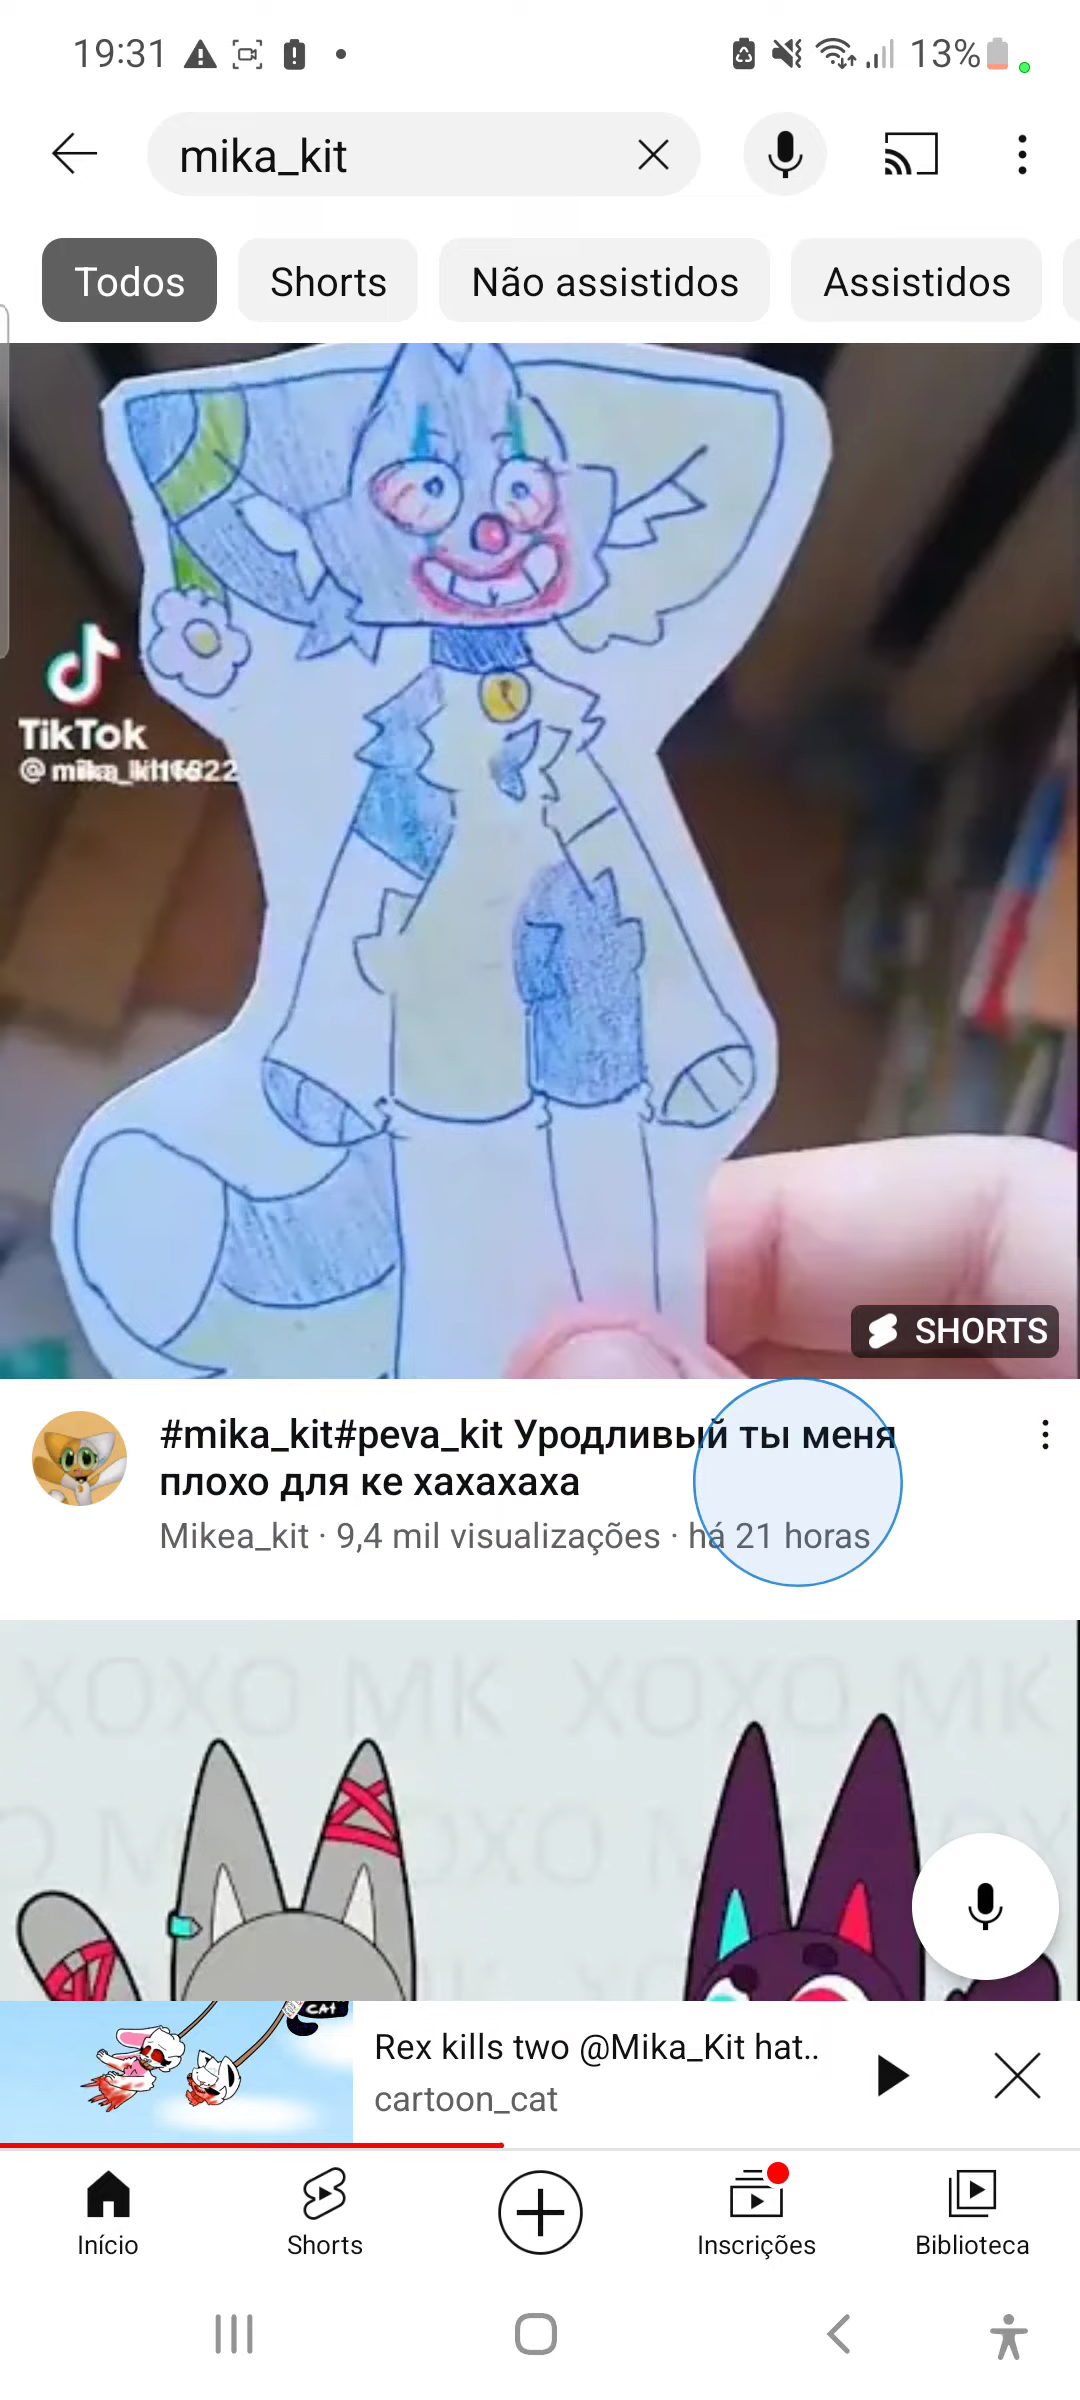 19:31
13%
mika_kit
Todos
Shorts
Não assistidos
Assistidos
TikTok
SHORTS
#mika_kit#peva_kit Уродливый ты меня
плохо для ке хахахаха
Mikea_kit · 9,4 mil visualizações · há 21 horas
XOXO MK XOXO MK
CAt
Rex kills two @Mika_Kit hat..
cartoon_cat
Início
Shorts
Inscrições
Biblioteca